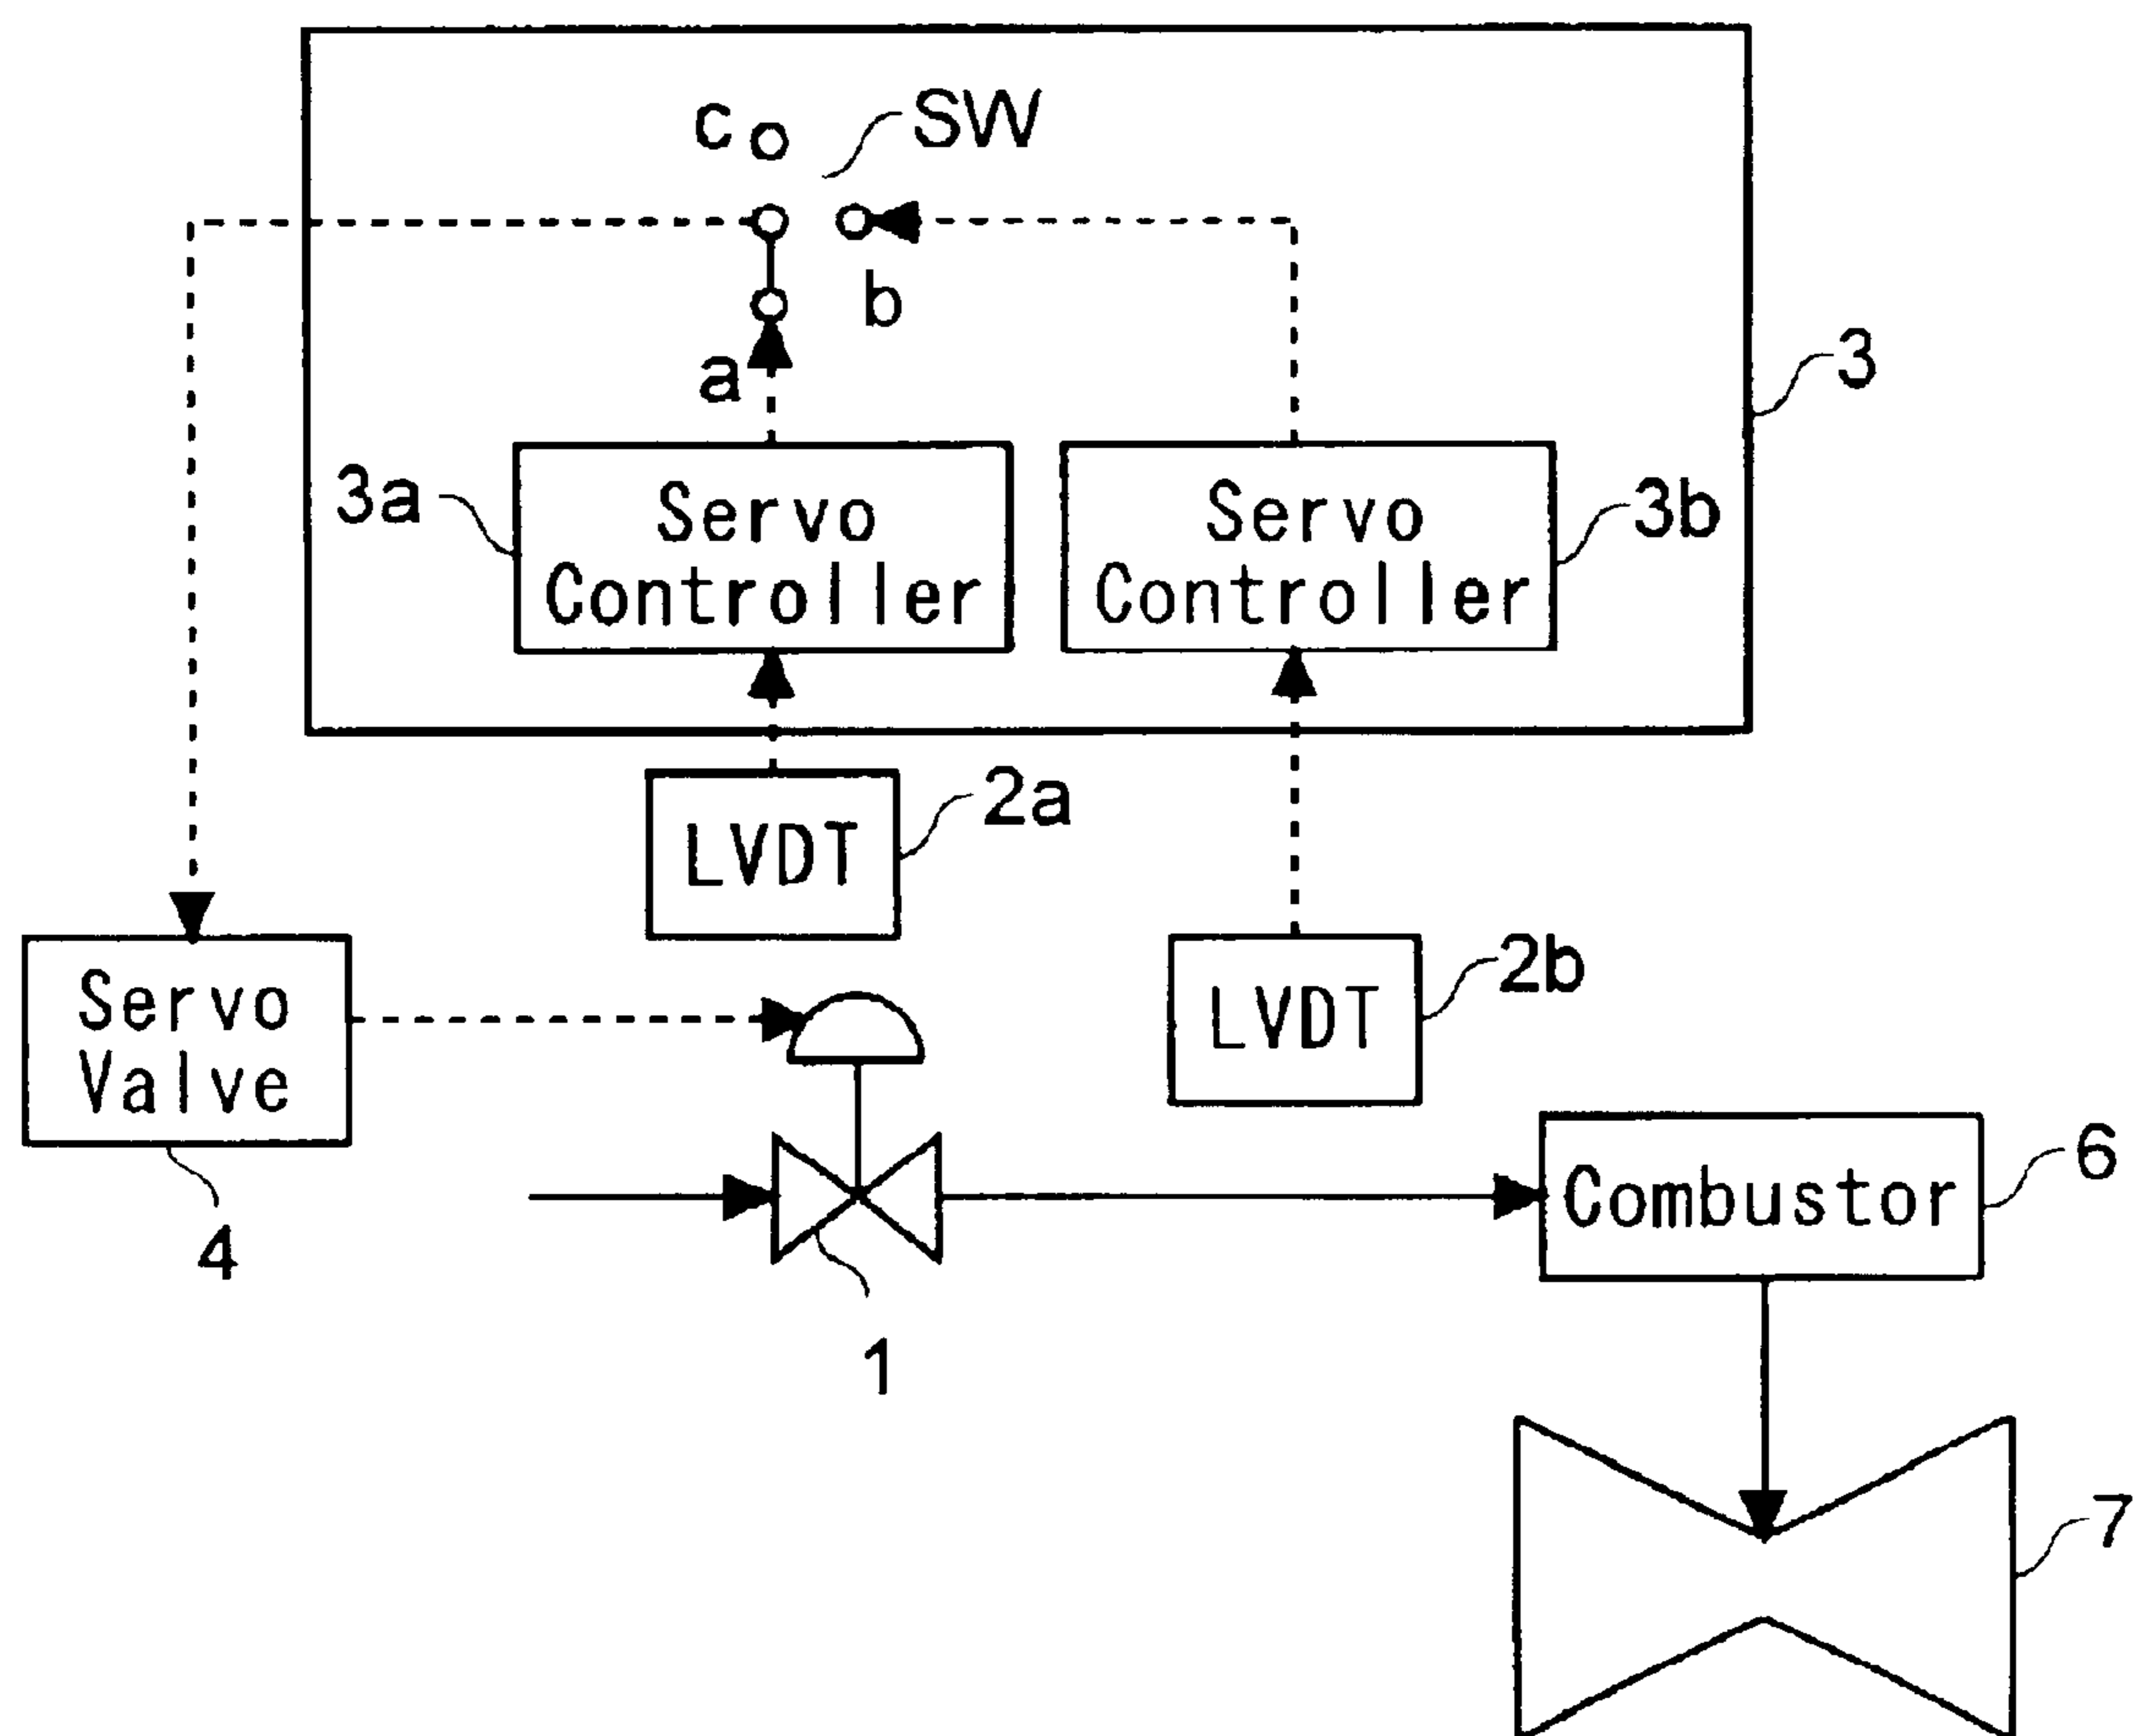 c
SW
b
a
3
3a
Servo
Controller
Servo
Controller
3b
LVDT
2a
LVDT
2b
Servo
Valve
4
1
Combustor
6
7